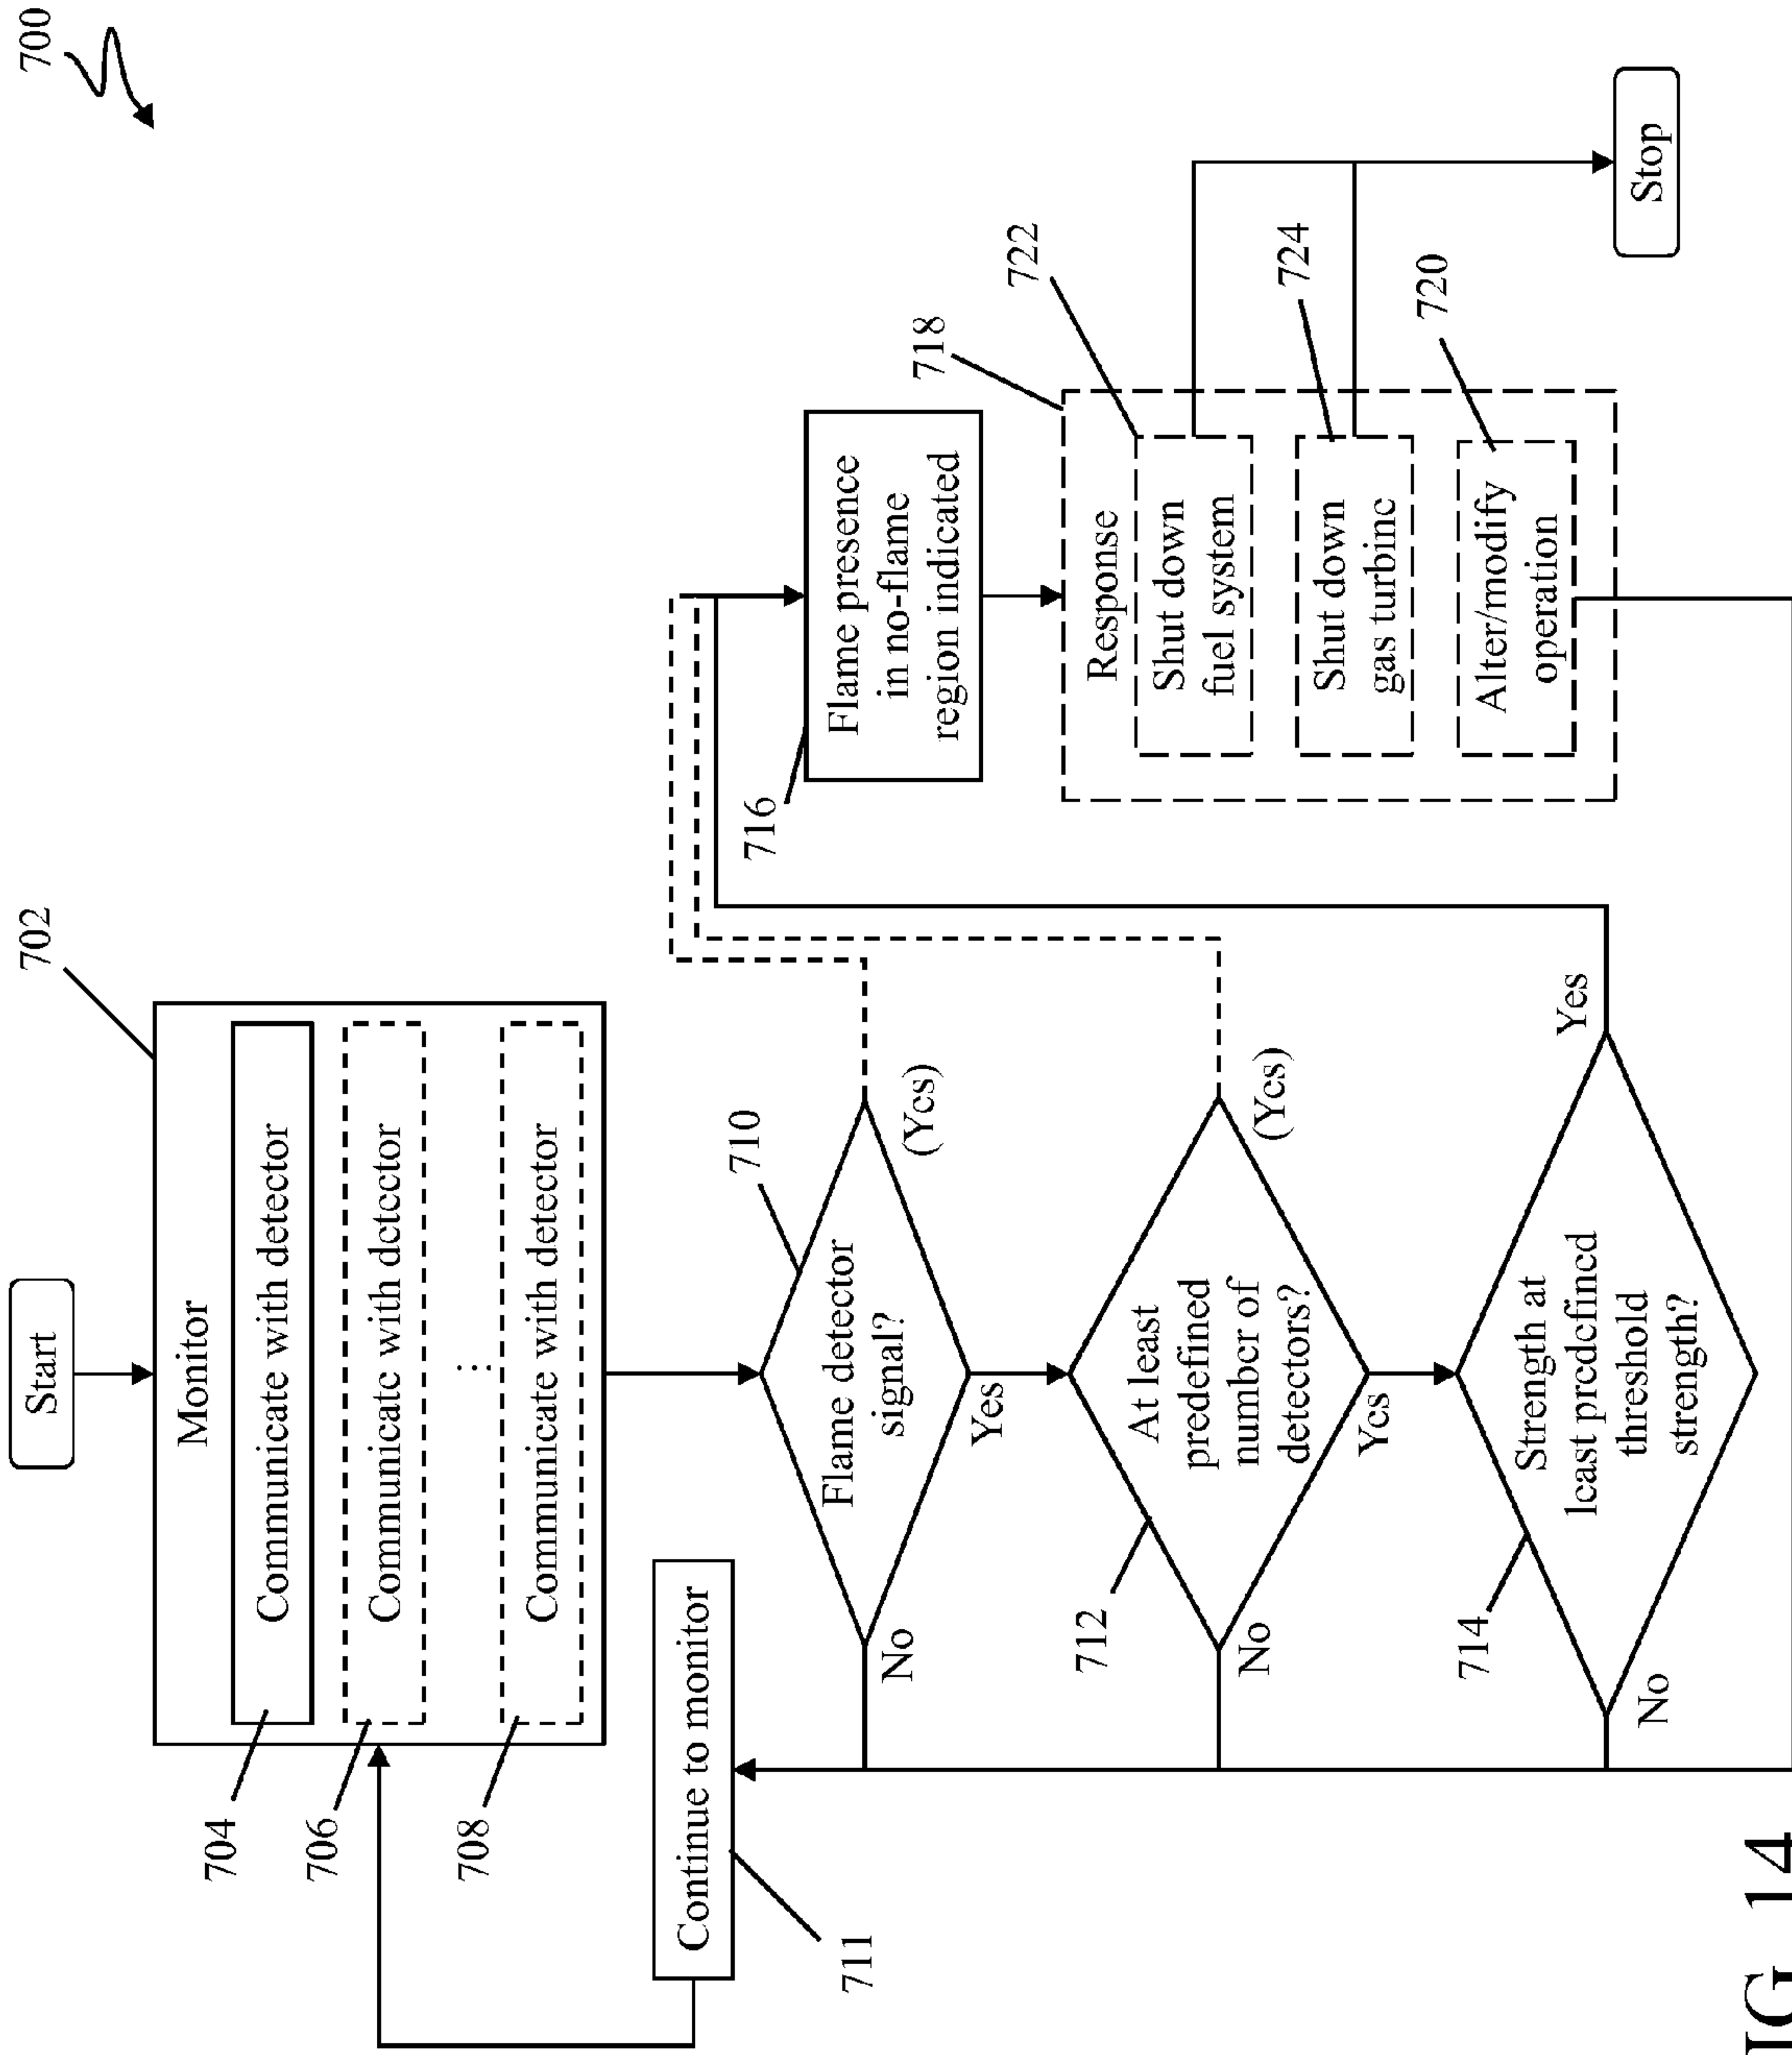 700
Start
702
Monitor
704
Communicate with detector
706
Communicate with detector
⋮
708
Communicate with detector
711
Continue to monitor
710
Flame detector
signal?
No
(Yes)
Yes
712
At least
predefined
number of
detectors?
No
(Yes)
Yes
714
Strength at
least predefined
threshold
strength?
No
Yes
716
Flame presence
in no-flame
region indicated
718
Response
722
Shut down
fuel system
724
Shut down
gas turbine
720
Alter/modify
operation
Stop
IG. 14